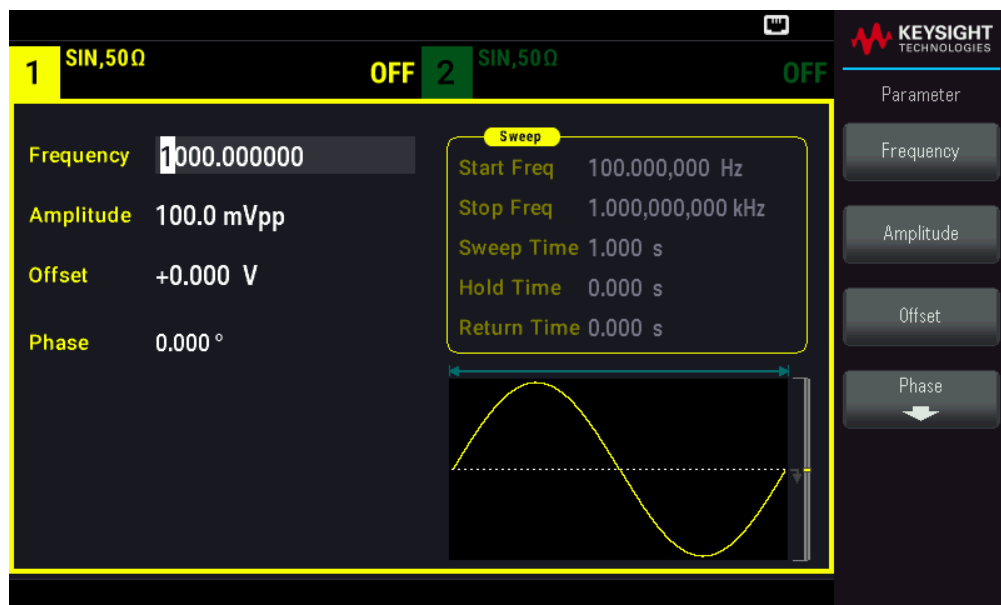 KEYSIGHT
TECHNOLOGIES
1 SIN,50Ω OFF
2 SIN,50Ω OFF
Frequency 1000.000000
Amplitude 100.0 mVpp
Offset +0.000 V
Phase 0.000 °
Sweep
Start Freq 100.000,000 Hz
Stop Freq 1.000,000,000 kHz
Sweep Time 1.000 s
Hold Time 0.000 s
Return Time 0.000 s
Parameter
Frequency
Amplitude
Offset
Phase